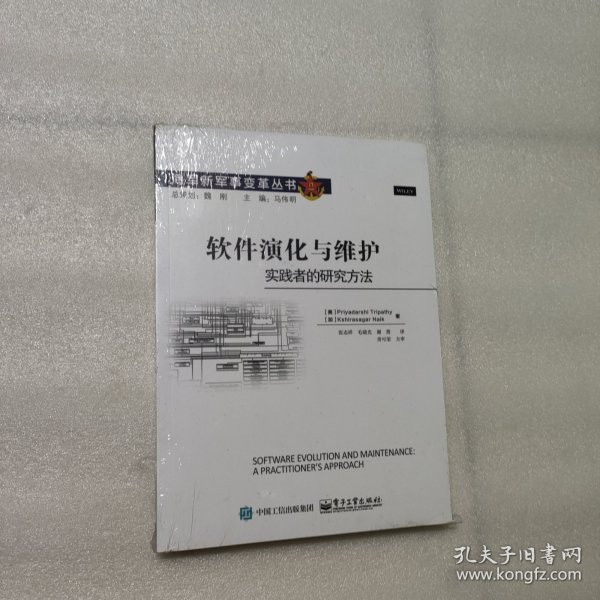 新军事变革丛书
总策划：魏 刚 主 编：马伟明
WILEY
软件演化与维护
实践者的研究方法
[美] Priyadarshi Tripathy
[加] Kshirasagar Naik 著
SOFTWARE EVOLUTION AND MAINTENANCE:
A PRACTITIONER'S APPROACH
中国工信出版集团 电子工业出版社
孔夫子旧书网
www.kongfz.com